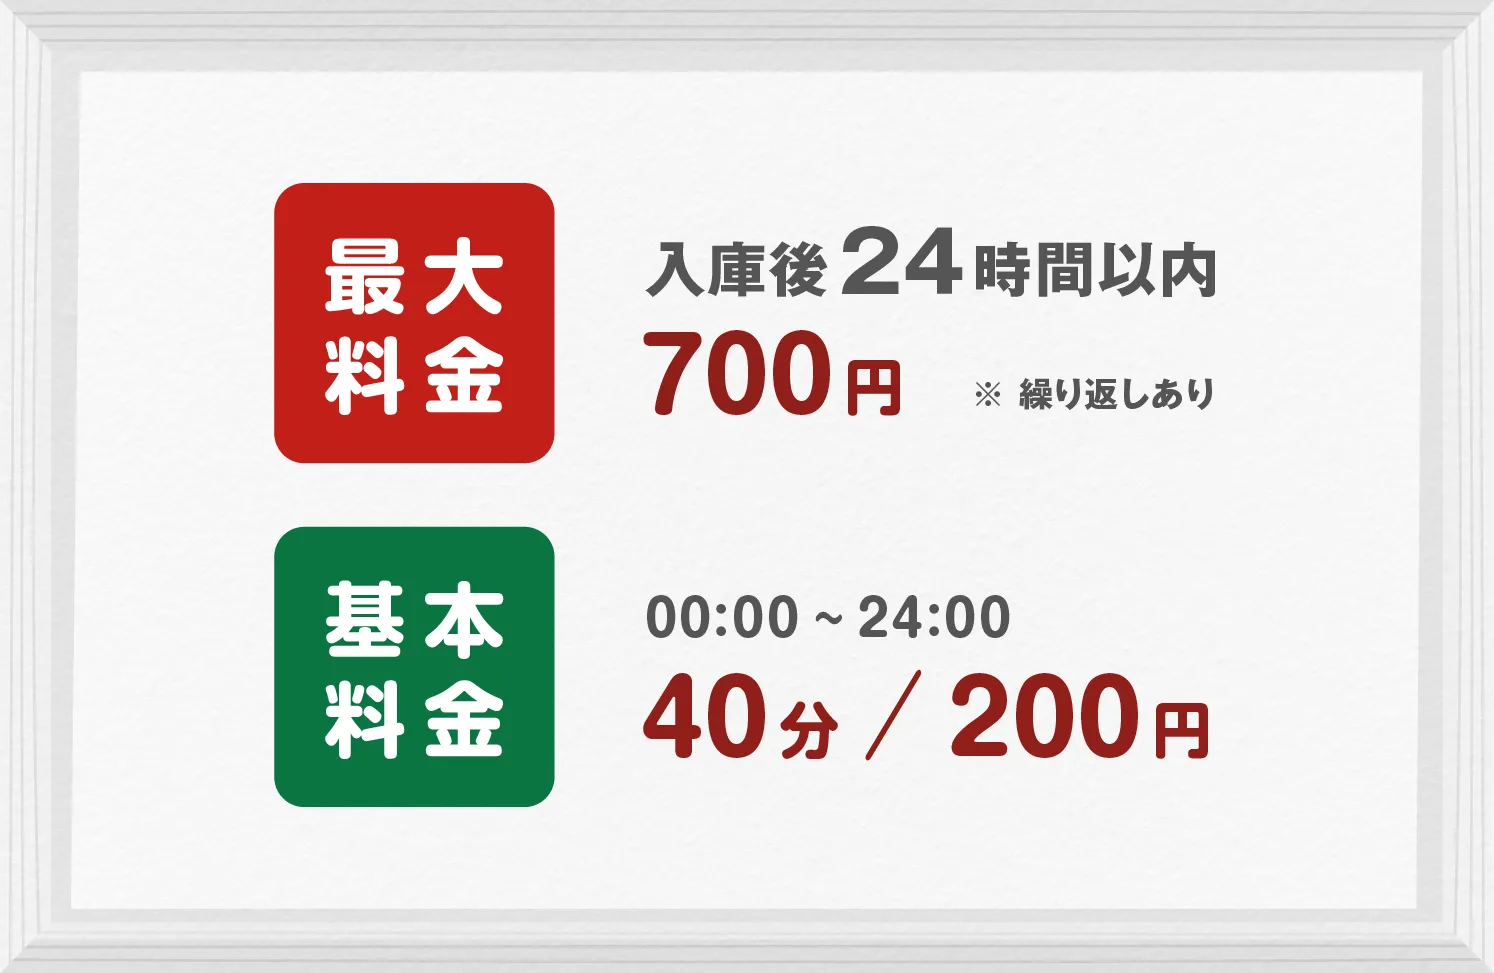 最大
料金
入庫後24時間以内
700円 ※ 繰り返しあり
基本
料金
00:00 ~ 24:00
40分／200円